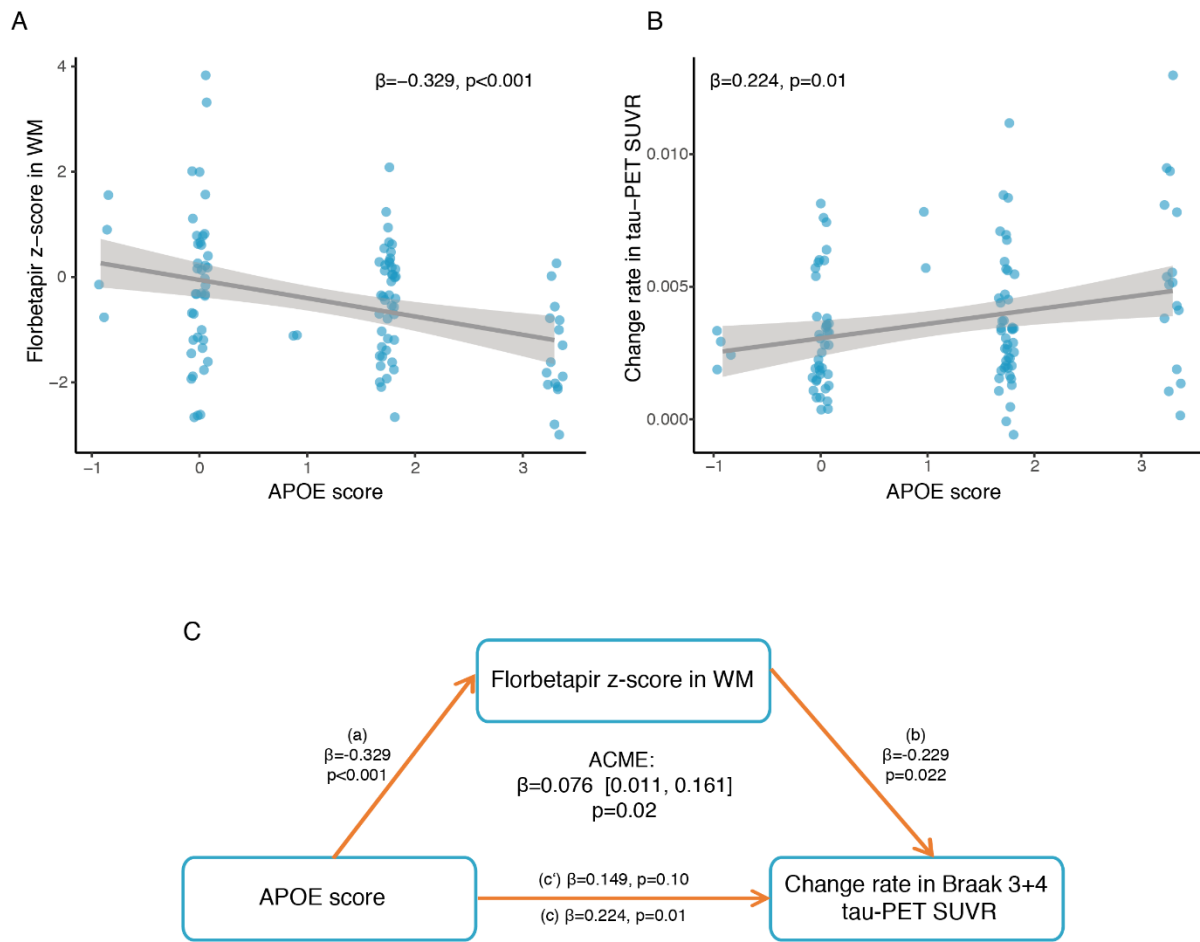 A
β=−0.329, p<0.001
Florbetapir z−score in WM
4
2
0
−2
−1
0
1
2
3
APOE score
B
β=0.224, p=0.01
Change rate in tau−PET SUVR
0.010
0.005
0.000
−1
0
1
2
3
APOE score
C
Florbetapir z-score in WM
(a)
β=-0.329
p<0.001
ACME:
β=0.076 [0.011, 0.161]
p=0.02
(b)
β=-0.229
p=0.022
APOE score
(c') β=0.149, p=0.10
(c) β=0.224, p=0.01
Change rate in Braak 3+4
tau-PET SUVR